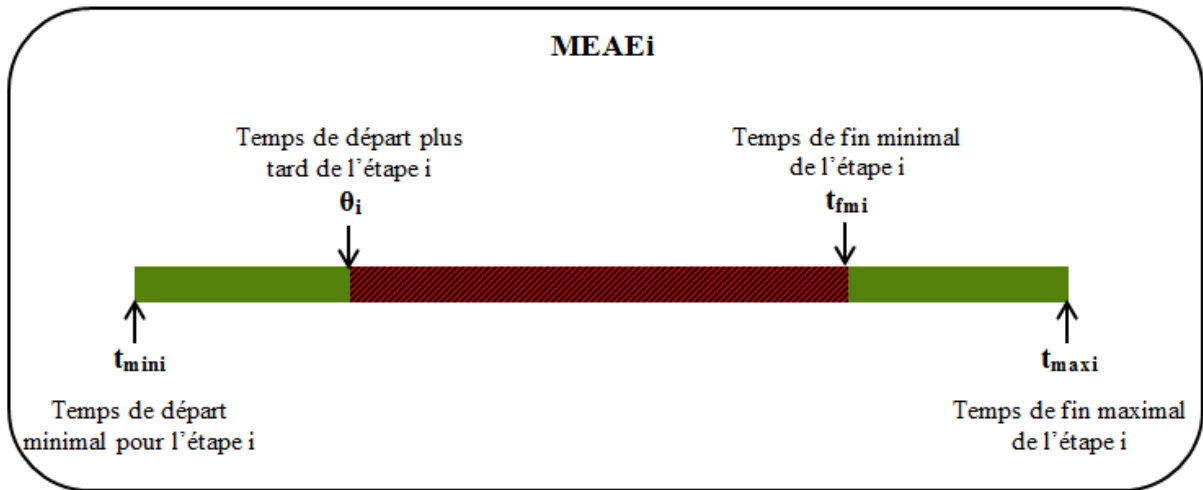 MEAEi
Temps de départ plus
tard de l'étape i
θi
Temps de fin minimal
de l'étape i
tfmi
tmini
Temps de départ
minimal pour l'étape i
tmaxi
Temps de fin maximal
de l'étape i